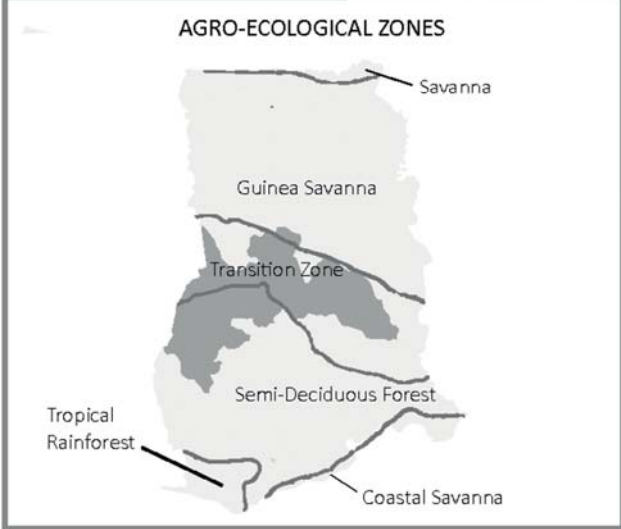 AGRO-ECOLOGICAL ZONES
Savanna
Guinea Savanna
Transition Zone
Semi-Deciduous Forest
Tropical
Rainforest
Coastal Savanna